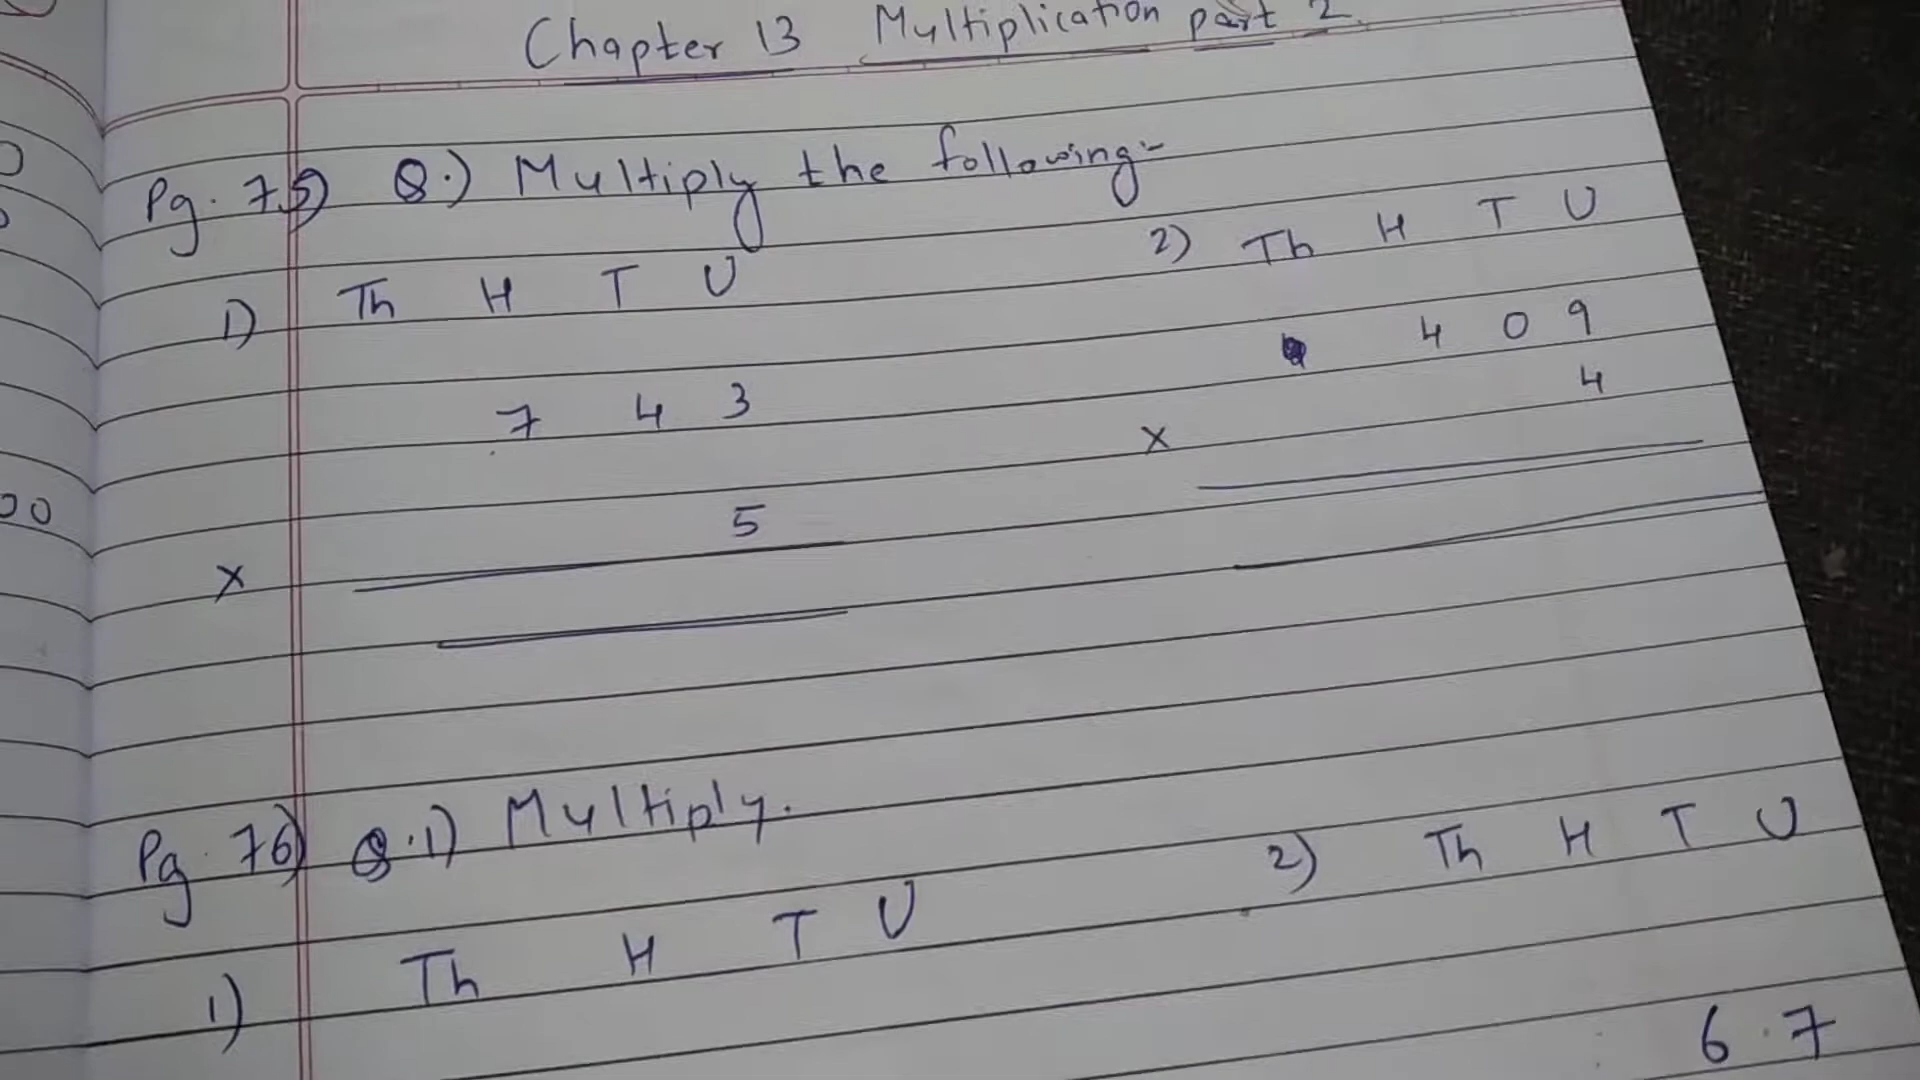 Chapter 13 Multiplication part 2
Pg. 75) Q.) Multiply the following:-
1) Th H T U
7 4 3
x 5
2) Th H T U
4 0 9
x 4
Pg. 76) Q.1) Multiply.
1) Th H T U
2) Th H T U
6 7
00